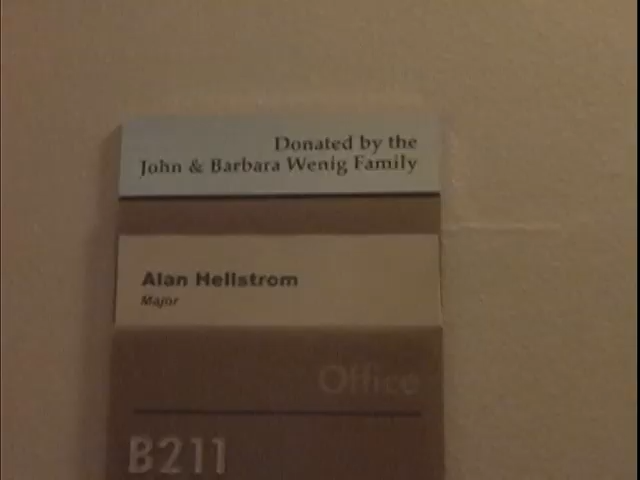 Donated by the
John & Barbara Wenig Family
Alan Hellstrom
Major
Office
B211